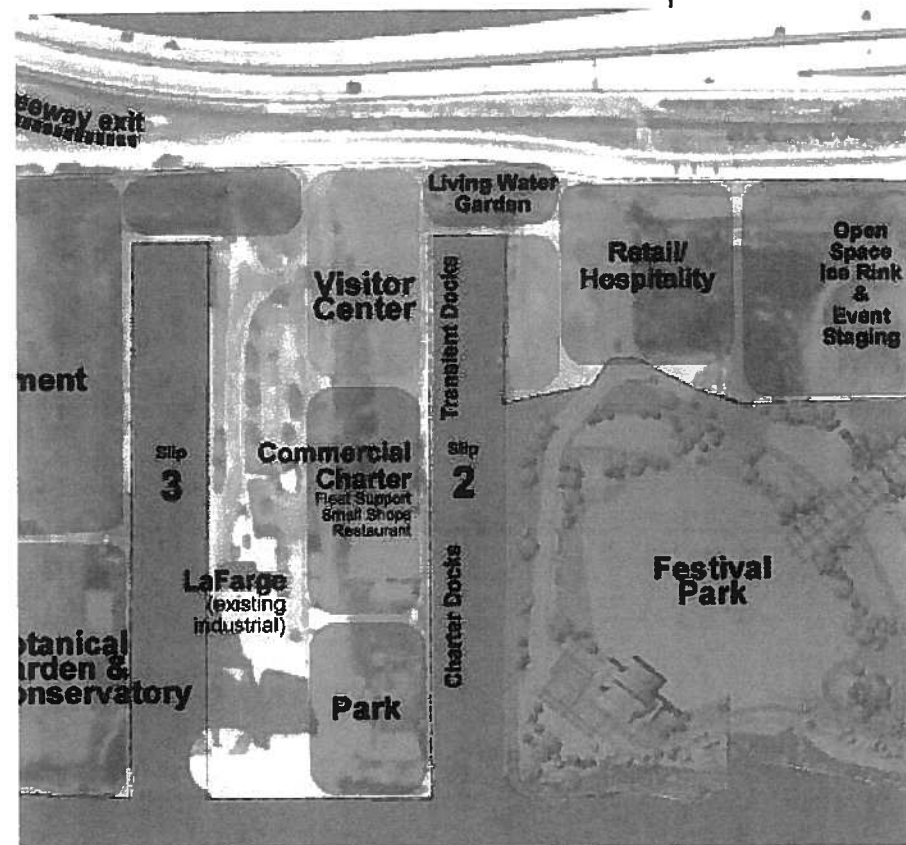 eeway exit
Living Water
Garden
Retail/
Hospitality
Open
Space
Ice Rink
&
Event
Staging
Visitor
Center
Transient Docks
ment
Slip
3
Commercial
Charter
Fleet Support
Small Shops
Restaurant
Slip
2
LaFarge
(existing
industrial)
Charter Docks
Festival
Park
otanical
arden &
onservatory
Park